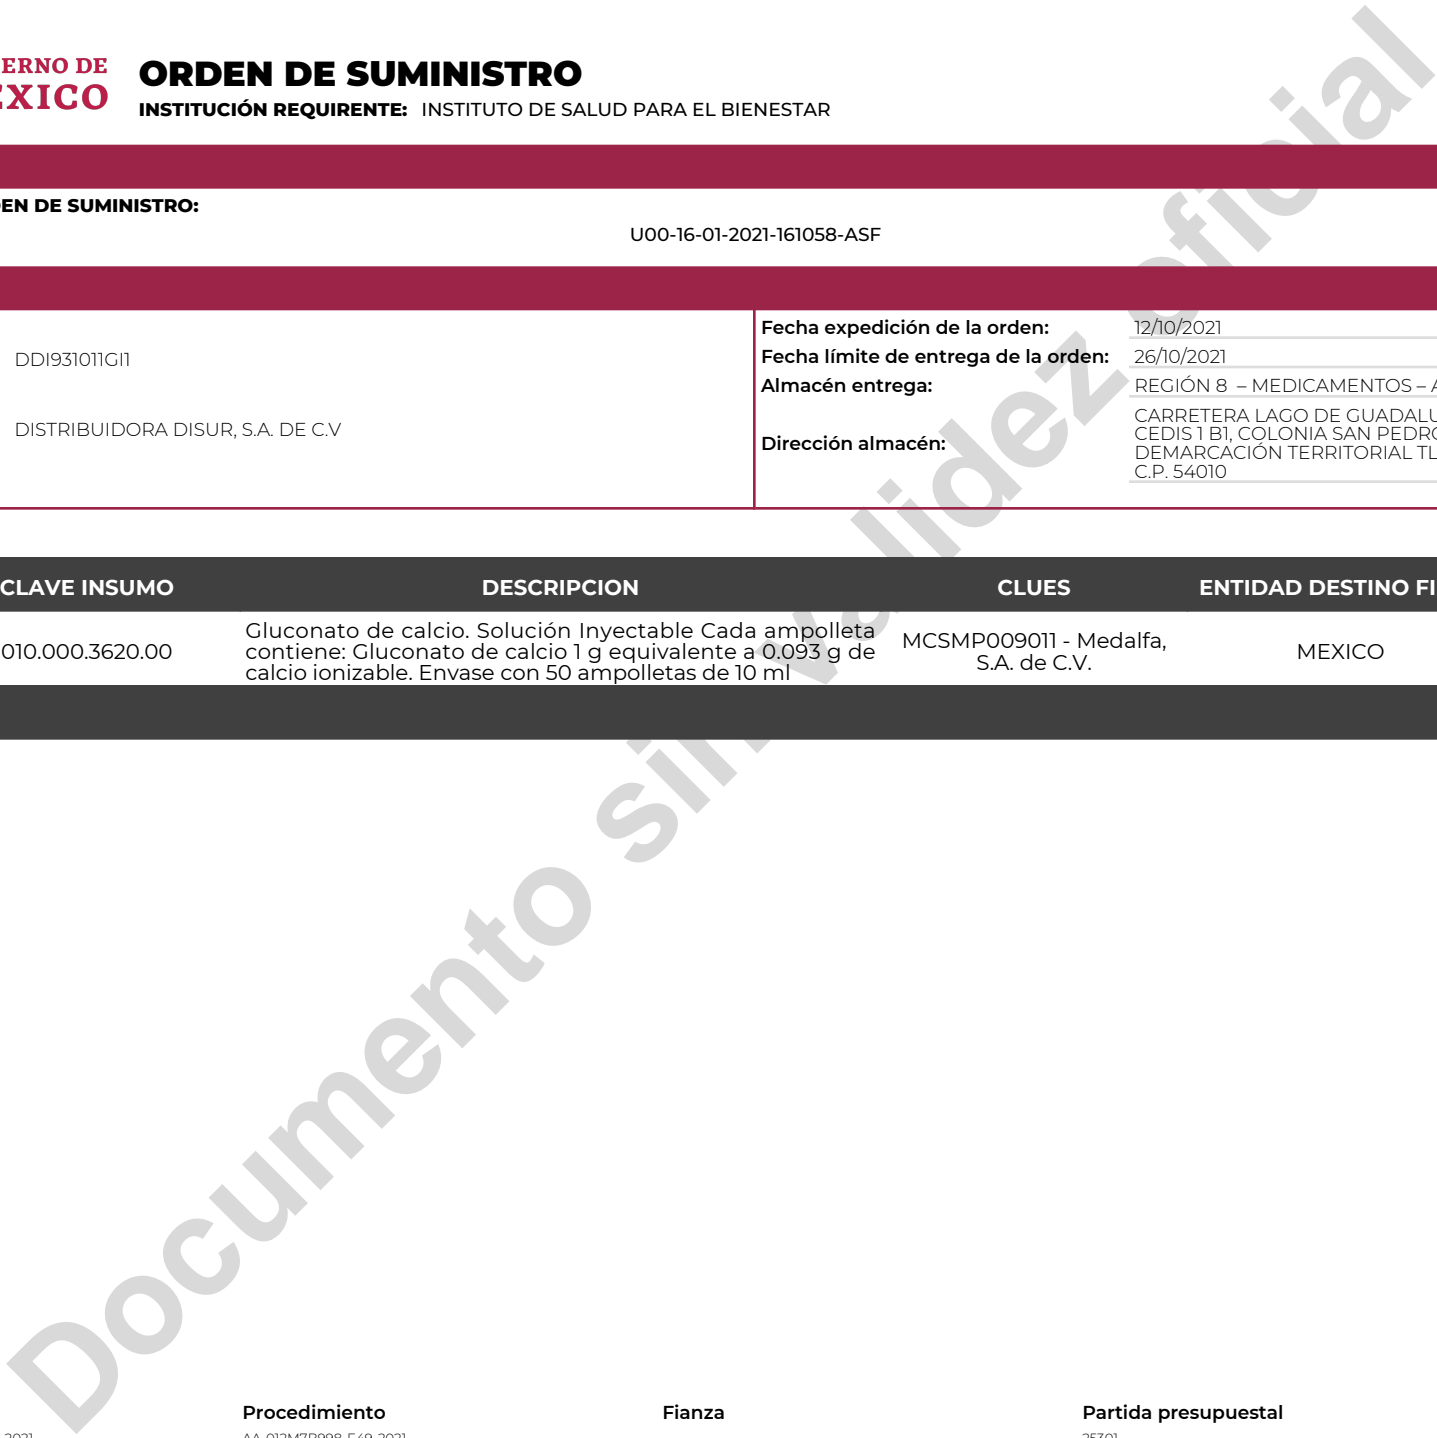 ERNO DE
EXICO
ORDEN DE SUMINISTRO
INSTITUCIÓN REQUIRENTE: INSTITUTO DE SALUD PARA EL BIENESTAR
EN DE SUMINISTRO:
U00-16-01-2021-161058-ASF
DDI931011GI1
DISTRIBUIDORA DISUR, S.A. DE C.V
Fecha expedición de la orden: 12/10/2021
Fecha límite de entrega de la orden: 26/10/2021
Almacén entrega: REGIÓN 8 – MEDICAMENTOS – A
Dirección almacén:
CARRETERA LAGO DE GUADALU
CEDIS 1 B1, COLONIA SAN PEDRO
DEMARCACIÓN TERRITORIAL TL
C.P. 54010
CLAVE INSUMO DESCRIPCION CLUES ENTIDAD DESTINO FI
010.000.3620.00
Gluconato de calcio. Solución Inyectable Cada ampolleta
contiene: Gluconato de calcio 1 g equivalente a 0.093 g de
calcio ionizable. Envase con 50 ampolletas de 10 ml
MCSMP009011 - Medalfa,
S.A. de C.V.
MEXICO
Documento sin validez oficial
Procedimiento Fianza Partida presupuestal